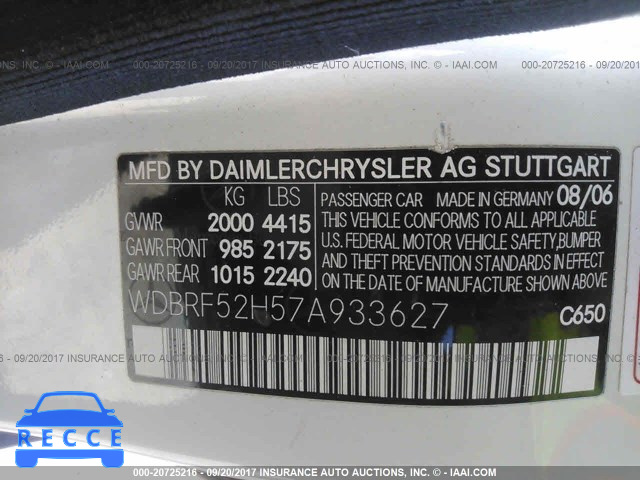 000-20725216 - 09/20/2017 INSURANCE AUTO AUCTIONS, INC. - © IAAI.COM
MFD BY DAIMLERCHRYSLER AG STUTTGART
KG LBS
GVWR 2000 4415
GAWR FRONT 985 2175
GAWR REAR 1015 2240
PASSENGER CAR MADE IN GERMANY 08/06
THIS VEHICLE CONFORMS TO ALL APPLICABLE
U.S. FEDERAL MOTOR VEHICLE SAFETY,BUMPER
AND THEFT PREVENTION STANDARDS IN EFFECT
ON THE DATE OF MANUFACTURE SHOWN ABOVE.
WDBRF52H57A933627
C650
RECCE
000-20725216 - 09/20/2017 INSURANCE AUTO AUCTIONS, INC. - © IAAI.COM